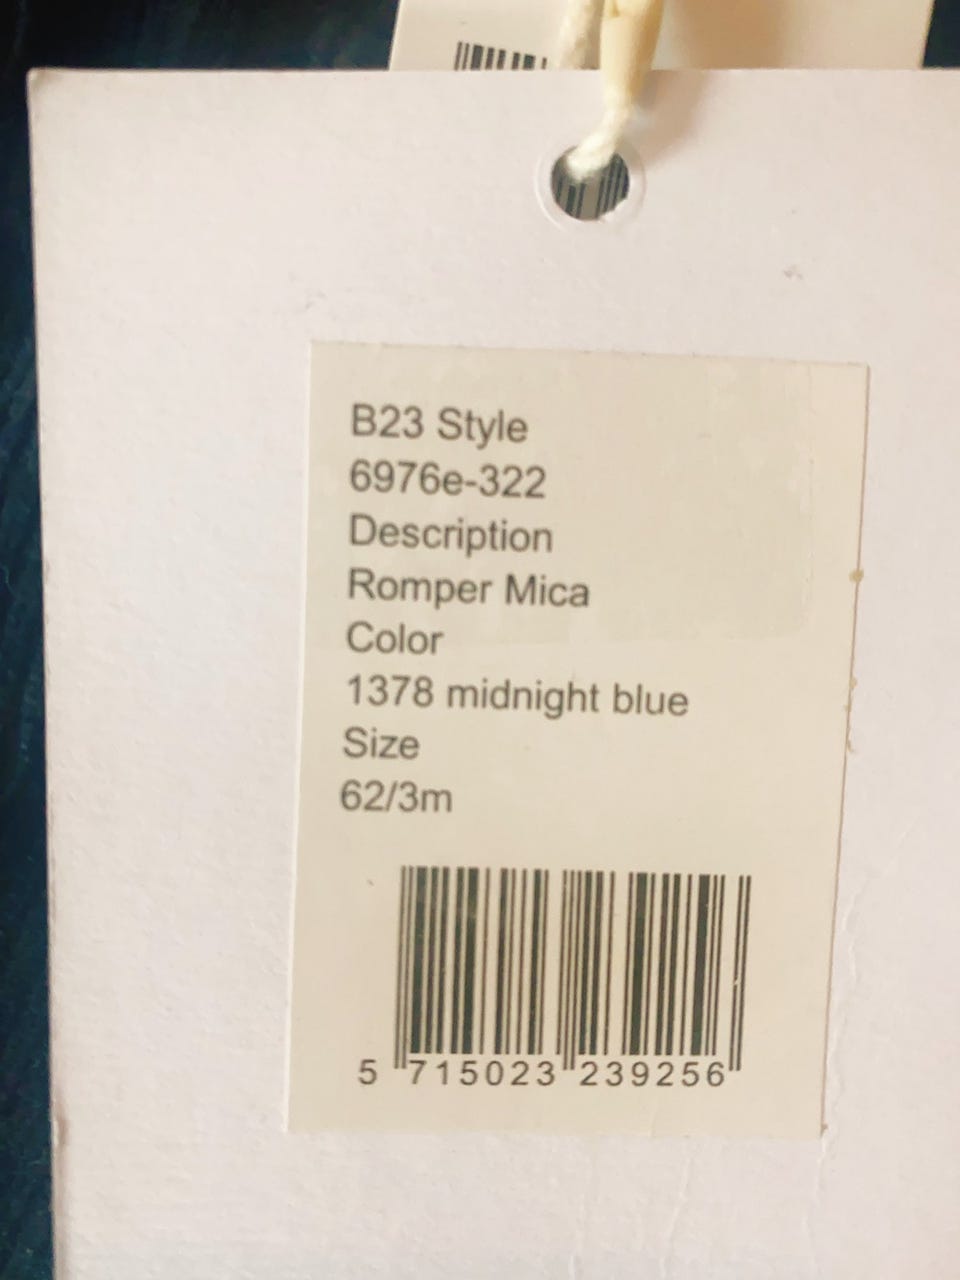 B23 Style
6976e-322
Description
Romper Mica
Color
1378 midnight blue
Size
62/3m
5 715023 239256